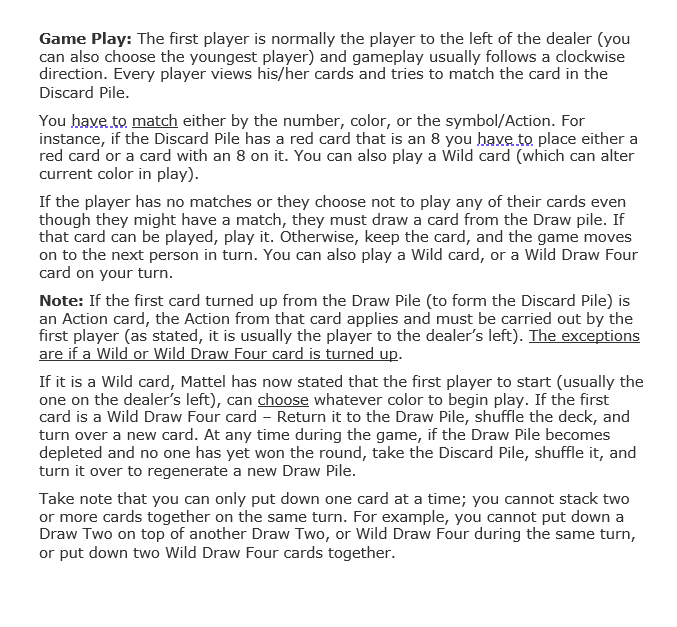 Game Play: The first player is normally the player to the left of the dealer (you
can also choose the youngest player) and gameplay usually follows a clockwise
direction. Every player views his/her cards and tries to match the card in the
Discard Pile.
You have to match either by the number, color, or the symbol/Action. For
instance, if the Discard Pile has a red card that is an 8 you have to place either a
red card or a card with an 8 on it. You can also play a Wild card (which can alter
current color in play).
If the player has no matches or they choose not to play any of their cards even
though they might have a match, they must draw a card from the Draw pile. If
that card can be played, play it. Otherwise, keep the card, and the game moves
on to the next person in turn. You can also play a Wild card, or a Wild Draw Four
card on your turn.
Note: If the first card turned up from the Draw Pile (to form the Discard Pile) is
an Action card, the Action from that card applies and must be carried out by the
first player (as stated, it is usually the player to the dealer’s left). The exceptions
are if a Wild or Wild Draw Four card is turned up.
If it is a Wild card, Mattel has now stated that the first player to start (usually the
one on the dealer’s left), can choose whatever color to begin play. If the first
card is a Wild Draw Four card – Return it to the Draw Pile, shuffle the deck, and
turn over a new card. At any time during the game, if the Draw Pile becomes
depleted and no one has yet won the round, take the Discard Pile, shuffle it, and
turn it over to regenerate a new Draw Pile.
Take note that you can only put down one card at a time; you cannot stack two
or more cards together on the same turn. For example, you cannot put down a
Draw Two on top of another Draw Two, or Wild Draw Four during the same turn,
or put down two Wild Draw Four cards together.